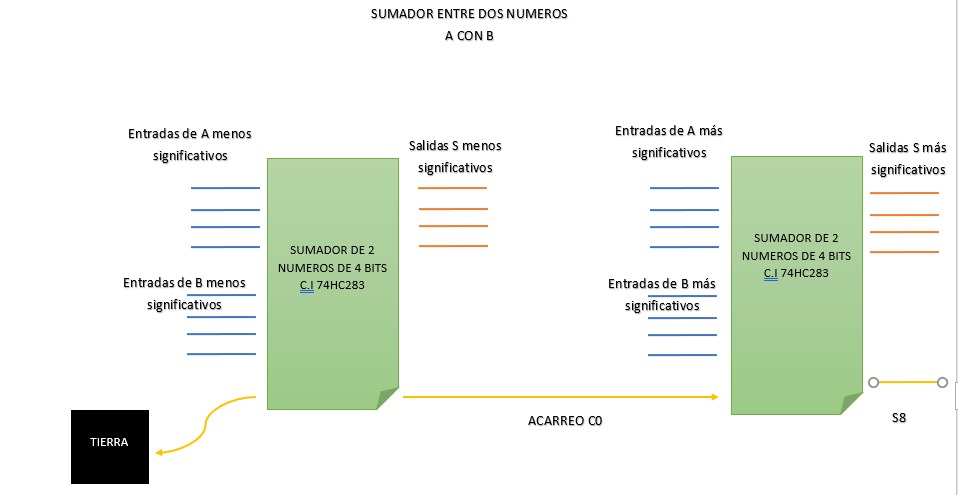 SUMADOR ENTRE DOS NUMEROS
A CON B
Entradas de A menos
significativos
Salidas S menos
significativos
Entradas de A más
significativos
Salidas S más
significativos
SUMADOR DE 2
NUMEROS DE 4 BITS
C.I 74HC283
SUMADOR DE 2
NUMEROS DE 4 BITS
C.I 74HC283
Entradas de B menos
significativos
Entradas de B más
significativos
TIERRA
ACARREO C0
S8